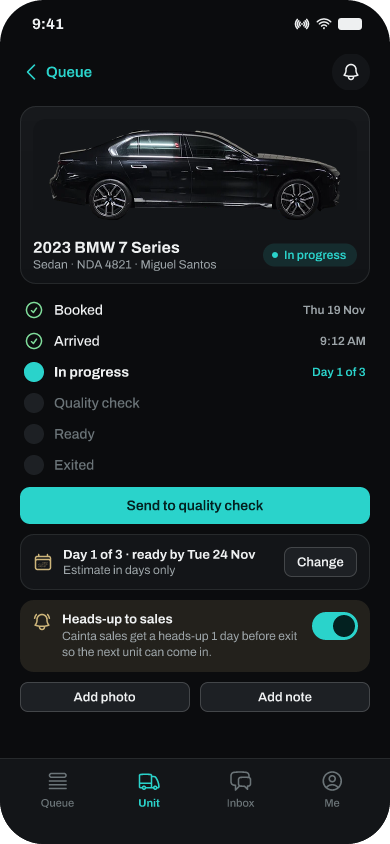 9:41
Queue
2023 BMW 7 Series
Sedan · NDA 4821 · Miguel Santos
In progress
Booked
Thu 19 Nov
Arrived
9:12 AM
In progress
Day 1 of 3
Quality check
Ready
Exited
Send to quality check
Day 1 of 3 · ready by Tue 24 Nov
Estimate in days only
Change
Heads-up to sales
Cainta sales get a heads-up 1 day before exit
so the next unit can come in.
Add photo
Add note
Queue
Unit
Inbox
Me